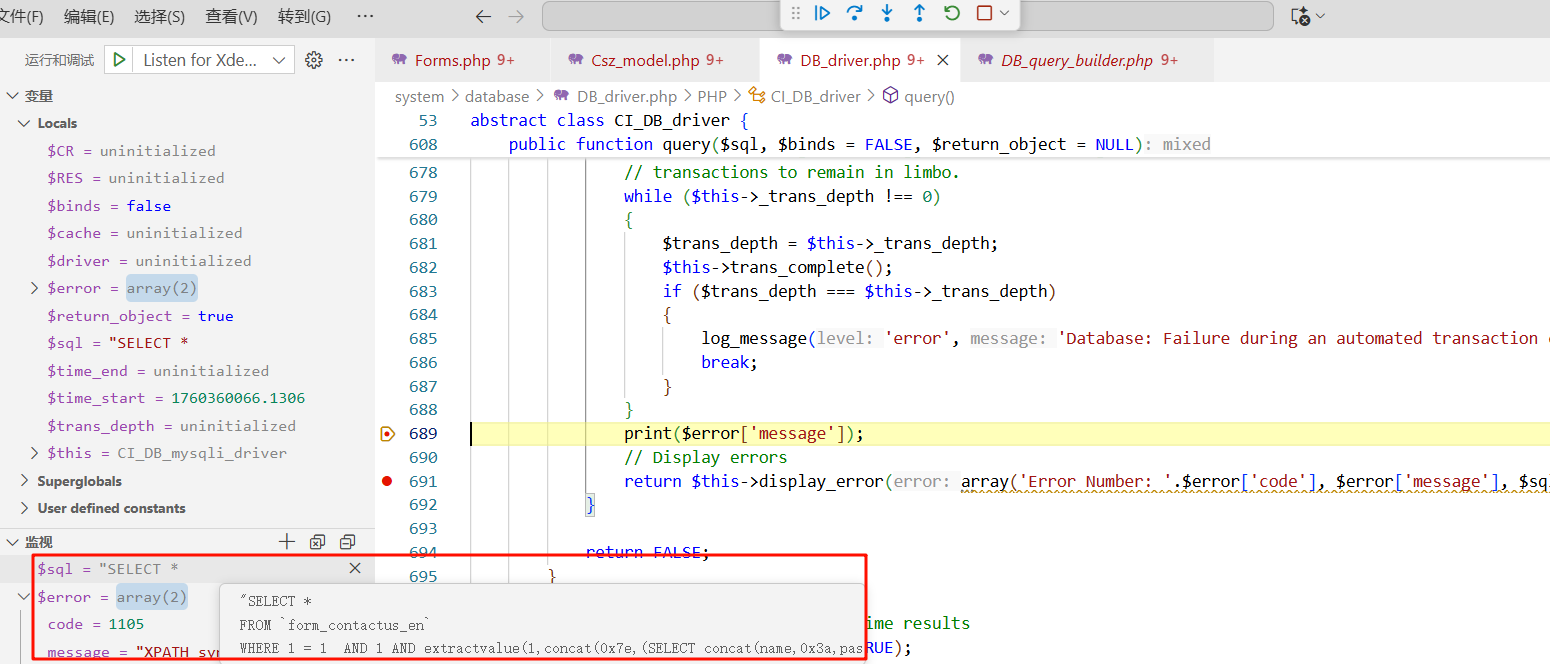 文件(F) 编辑(E) 选择(S) 查看(V) 转到(G) ···
运行和调试 Listen for Xde... ···
Forms.php 9+ Csz_model.php 9+ DB_driver.php 9+ DB_query_builder.php 9+
system > database > DB_driver.php > PHP > CI_DB_driver > query()
变量
Locals
$CR = uninitialized
$RES = uninitialized
$binds = false
$cache = uninitialized
$driver = uninitialized
$error = array(2)
$return_object = true
$sql = "SELECT *
$time_end = uninitialized
$time_start = 1760360066.1306
$trans_depth = uninitialized
$this = CI_DB_mysqli_driver
Superglobals
User defined constants
监视
$sql = "SELECT *
$error = array(2)
code = 1105
message = "XPATH
53 abstract class CI_DB_driver {
608 public function query($sql, $binds = FALSE, $return_object = NULL): mixed
678 // transactions to remain in limbo.
679 while ($this->_trans_depth !== 0)
680 {
681 $trans_depth = $this->_trans_depth;
682 $this->trans_complete();
683 if ($trans_depth === $this->_trans_depth)
684 {
685 log_message(level: 'error', message: 'Database: Failure during an automated transaction
686 break;
687 }
688 }
689 print($error['message']);
690 // Display errors
691 return $this->display_error(error: array('Error Number: '.$error['code'], $error['message'], $sq
692 }
693
694 return FALSE;
695 }
"SELECT *
FROM `form_contactus_en`
WHERE 1 = 1  AND 1 AND extractvalue(1,concat(0x7e,(SELECT concat(name,0x3a,pas
ime results
RUE);